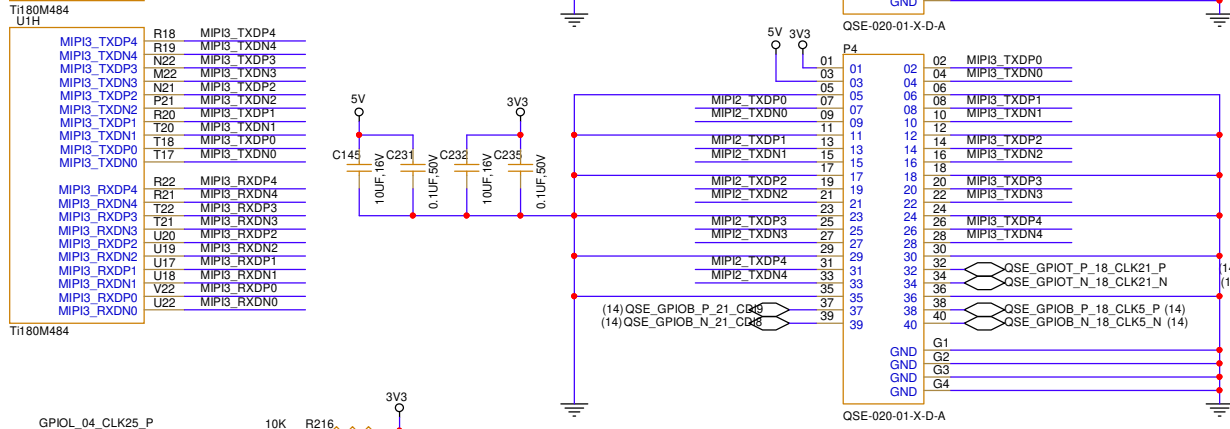 Ti180M484
U1H
MIPI3_TXDP4 R18 MIPI3_TXDP4
MIPI3_TXDN4 R19 MIPI3_TXDN4
MIPI3_TXDP3 N22 MIPI3_TXDP3
MIPI3_TXDN3 M22 MIPI3_TXDN3
MIPI3_TXDP2 N21 MIPI3_TXDP2
MIPI3_TXDN2 P21 MIPI3_TXDN2
MIPI3_TXDP1 R20 MIPI3_TXDP1
MIPI3_TXDN1 T20 MIPI3_TXDN1
MIPI3_TXDP0 T18 MIPI3_TXDP0
MIPI3_TXDN0 T17 MIPI3_TXDN0
MIPI3_RXDP4 R22 MIPI3_RXDP4
MIPI3_RXDN4 R21 MIPI3_RXDN4
MIPI3_RXDP3 T22 MIPI3_RXDP3
MIPI3_RXDN3 T21 MIPI3_RXDN3
MIPI3_RXDP2 U20 MIPI3_RXDP2
MIPI3_RXDN2 U19 MIPI3_RXDN2
MIPI3_RXDP1 U17 MIPI3_RXDP1
MIPI3_RXDN1 U18 MIPI3_RXDN1
MIPI3_RXDP0 V22 MIPI3_RXDP0
MIPI3_RXDN0 U22 MIPI3_RXDN0
Ti180M484
5V 3V3
C145 C231 C232 C235
10UF,16V 0.1UF,50V 10UF,16V 0.1UF,50V
GND
QSE-020-01-X-D-A
5V 3V3
P4
01 01 02 02 MIPI3_TXDP0
03 03 04 04 MIPI3_TXDN0
05 05 06 06
MIPI2_TXDP0 07 07 08 08 MIPI3_TXDP1
MIPI2_TXDN0 09 09 10 10 MIPI3_TXDN1
11 11 12 12
MIPI2_TXDP1 13 13 14 14 MIPI3_TXDP2
MIPI2_TXDN1 15 15 16 16 MIPI3_TXDN2
17 17 18 18
MIPI2_TXDP2 19 19 20 20 MIPI3_TXDP3
MIPI2_TXDN2 21 21 22 22 MIPI3_TXDN3
23 23 24 24
MIPI2_TXDP3 25 25 26 26 MIPI3_TXDP4
MIPI2_TXDN3 27 27 28 28 MIPI3_TXDN4
29 29 30 30
MIPI2_TXDP4 31 31 32 32 QSE_GPIOT_P_18_CLK21_P
MIPI2_TXDN4 33 33 34 34 QSE_GPIOT_N_18_CLK21_N
35 35 36 36
(14) QSE_GPIOB_P_21_CDI9 37 37 38 38 QSE_GPIOB_P_18_CLK5_P (14)
(14) QSE_GPIOB_N_21_CDI8 39 39 40 40 QSE_GPIOB_N_18_CLK5_N (14)
GND G1
GND G2
GND G3
GND G4
QSE-020-01-X-D-A
3V3
GPIOL_04_CLK25_P 10K R216